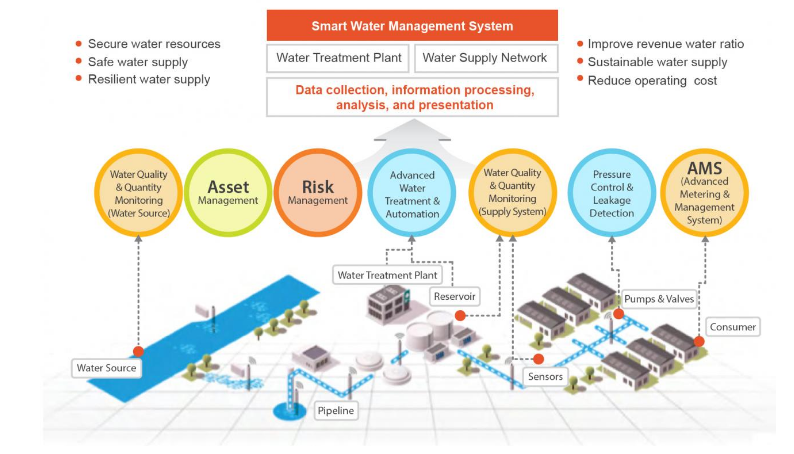 Smart Water Management System
Water Treatment Plant
Water Supply Network
Data collection, information processing,
analysis, and presentation
Secure water resources
Safe water supply
Resilient water supply
Improve revenue water ratio
Sustainable water supply
Reduce operating cost
Water Quality
& Quantity
Monitoring
(Water Source)
Asset
Management
Risk
Management
Advanced
Water
Treatment &
Automation
Water Quality
& Quantity
Monitoring
(Supply System)
Pressure
Control &
Leakage
Detection
AMS
(Advanced
Metering &
Management
System)
Water Treatment Plant
Reservoir
Pumps & Valves
Consumer
Water Source
Sensors
Pipeline